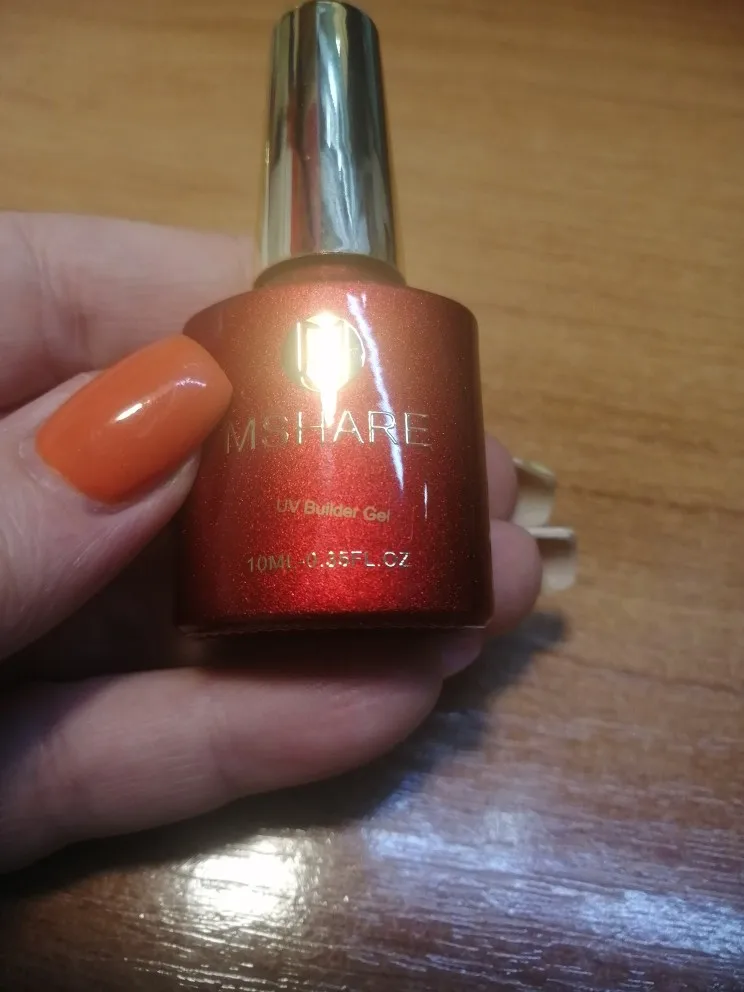 MSHARE
UV Builder Gel
10ML 0.35FL.OZ